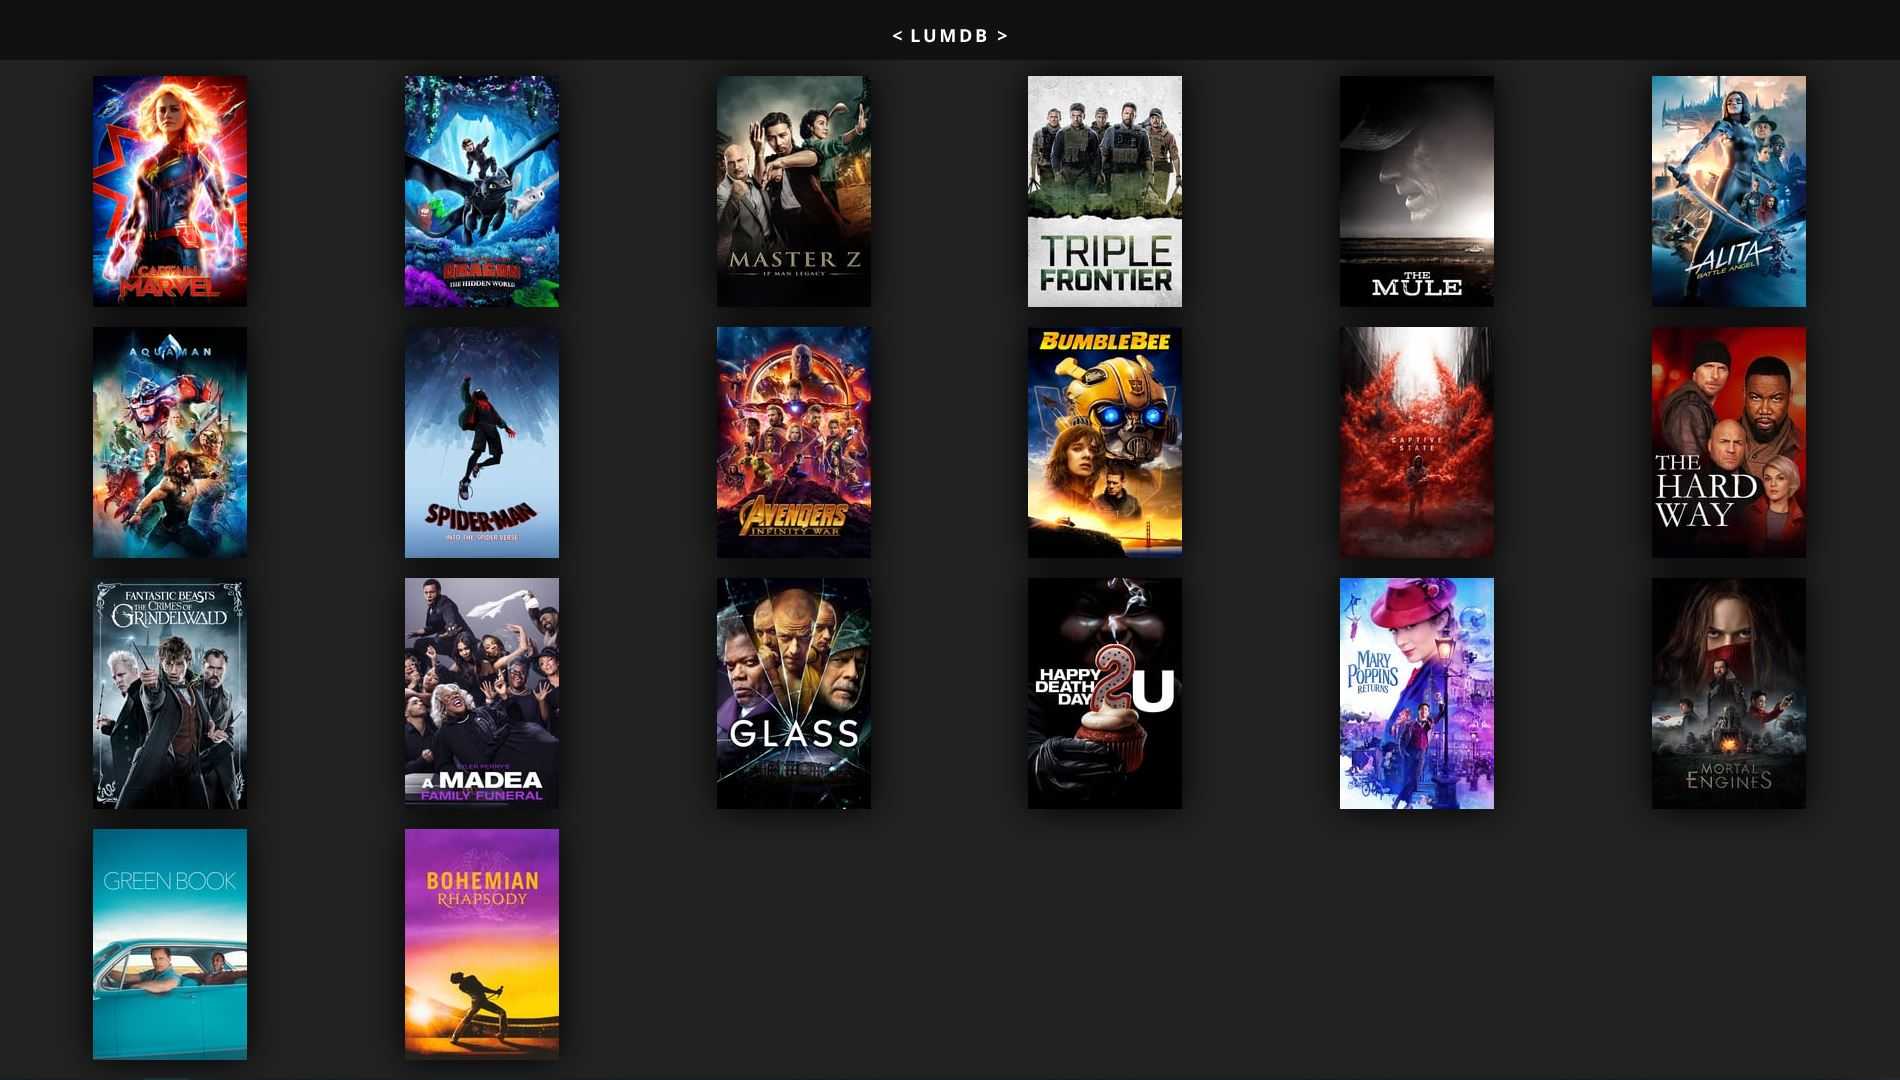 < LUMDB >
CAPTAIN
MARVEL
DRAGON
THE HIDDEN WORLD
MASTER Z
IP MAN LEGACY
TRIPLE
FRONTIER
THE
MULE
ALITA
BATTLE ANGEL
AQUAMAN
SPIDER-MAN
INTO THE SPIDER-VERSE
AVENGERS
INFINITY WAR
BUMBLEBEE
CAPTIVE
STATE
THE
HARD
WAY
FANTASTIC BEASTS
THE CRIMES OF
GRINDELWALD
TYLER PERRY'S
A MADEA
FAMILY FUNERAL
GLASS
HAPPY
DEATH
DAY
2U
MARY
POPPINS
RETURNS
MORTAL
ENGINES
GREEN BOOK
BOHEMIAN
RHAPSODY